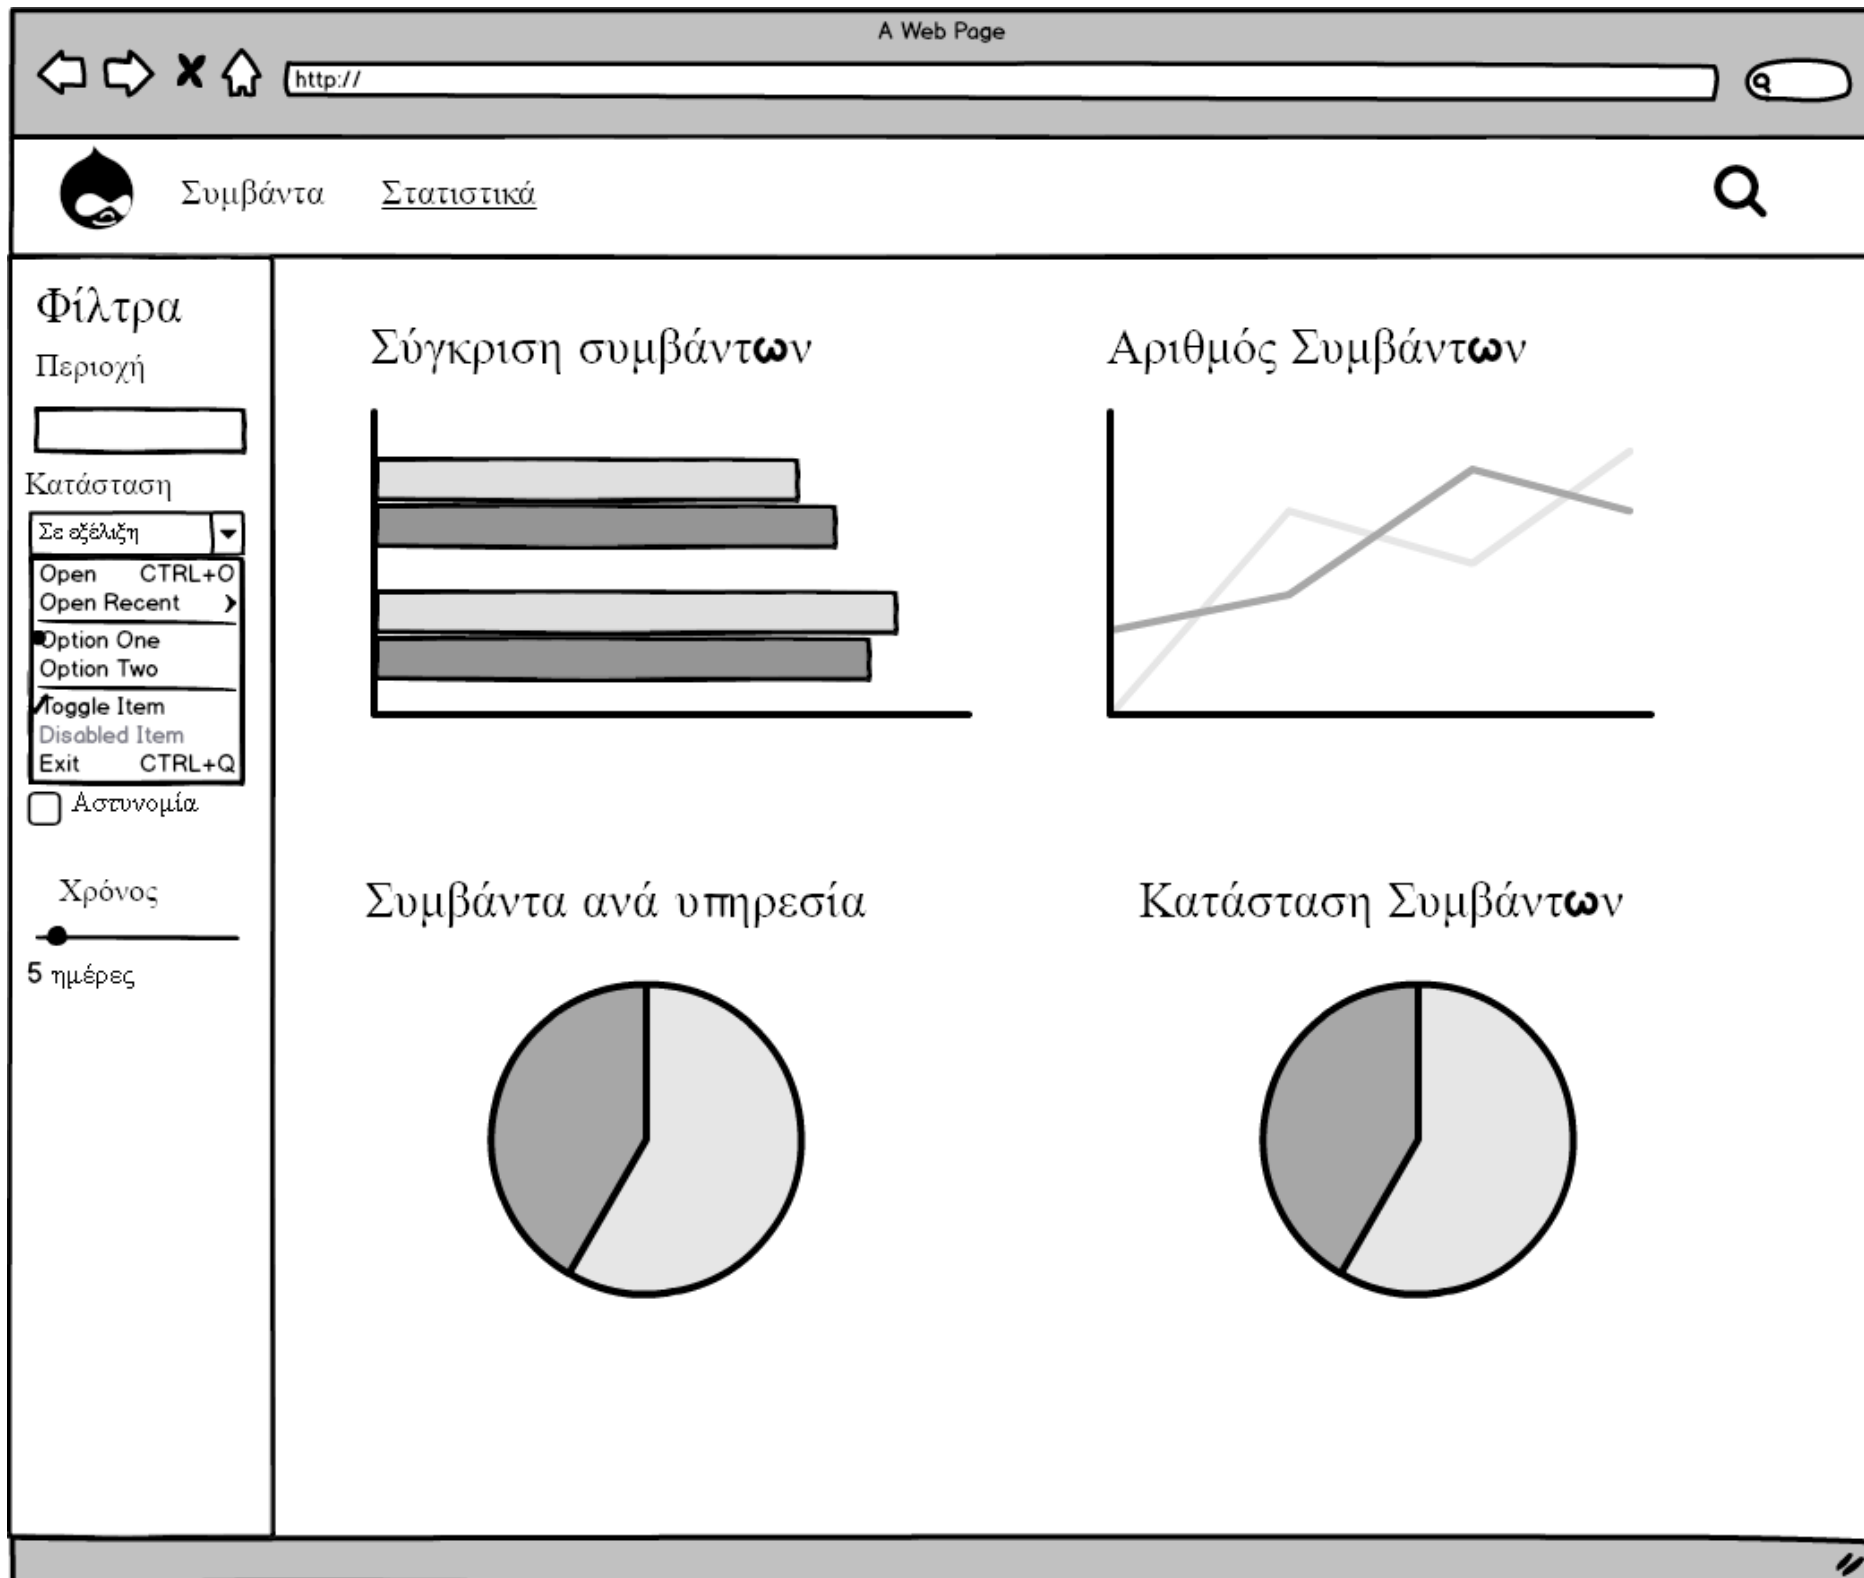 A Web Page
http://
Συμβάντα Στατιστικά
Φίλτρα
Περιοχή
Κατάσταση
Σε εξέλιξη
Open CTRL+O
Open Recent
Option One
Option Two
Toggle Item
Disabled Item
Exit CTRL+Q
Αστυνομία
Χρόνος
5 ημέρες
Σύγκριση συμβάντων
Αριθμός Συμβάντων
Συμβάντα ανά υπηρεσία
Κατάσταση Συμβάντων